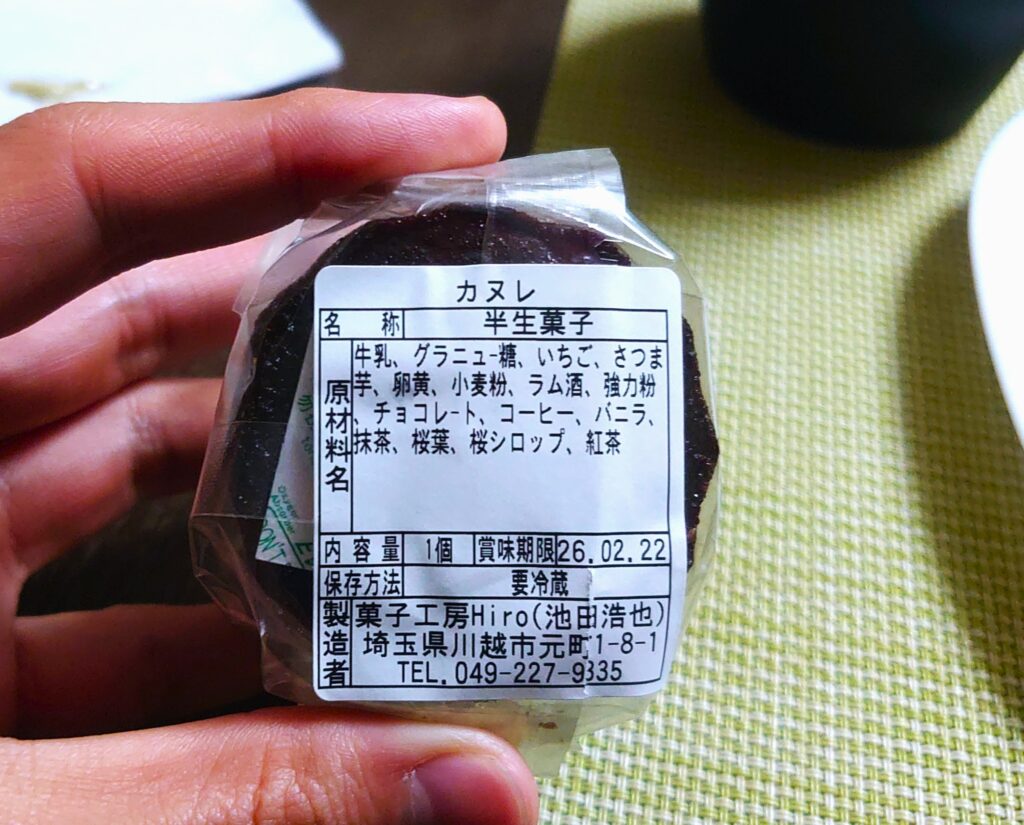 カヌレ
名 称 半生菓子
原材料名
牛乳、グラニュー糖、いちご、さつま
芋、卵黄、小麦粉、ラム酒、強力粉
、チョコレート、コーヒー、バニラ、
抹茶、桜葉、桜シロップ、紅茶
内容量 1個 賞味期限 26.02.22
保存方法 要冷蔵
製造者
菓子工房Hiro(池田浩也)
埼玉県川越市元町1-8-1
TEL.049-227-9335
Oxygen
Absorber